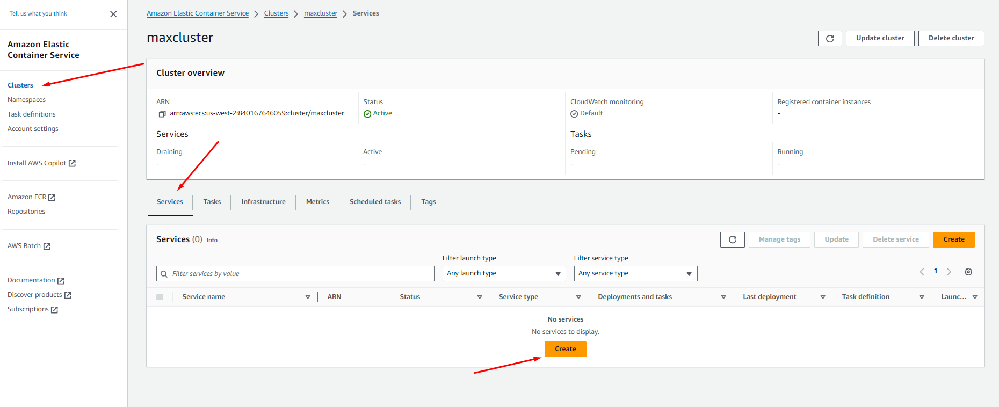 Tell us what you think
Amazon Elastic
Container Service
Clusters
Namespaces
Task definitions
Account settings
Install AWS Copilot
Amazon ECR
Repositories
AWS Batch
Documentation
Discover products
Subscriptions
Amazon Elastic Container Service > Clusters > maxcluster > Services
maxcluster
Update cluster
Delete cluster
Cluster overview
ARN
arn:aws:ecs:us-west-2:840167646059:cluster/maxcluster
Status
Active
CloudWatch monitoring
Default
Registered container instances
-
Services
Tasks
Draining
-
Active
-
Pending
-
Running
-
Services Tasks Infrastructure Metrics Scheduled tasks Tags
Services (0) Info
Manage tags Update Delete service Create
Filter launch type
Filter service type
Filter services by value
Any launch type
Any service type
1
Service name ARN Status Service type Deployments and tasks Last deployment Task definition Launc...
No services
No services to display.
Create